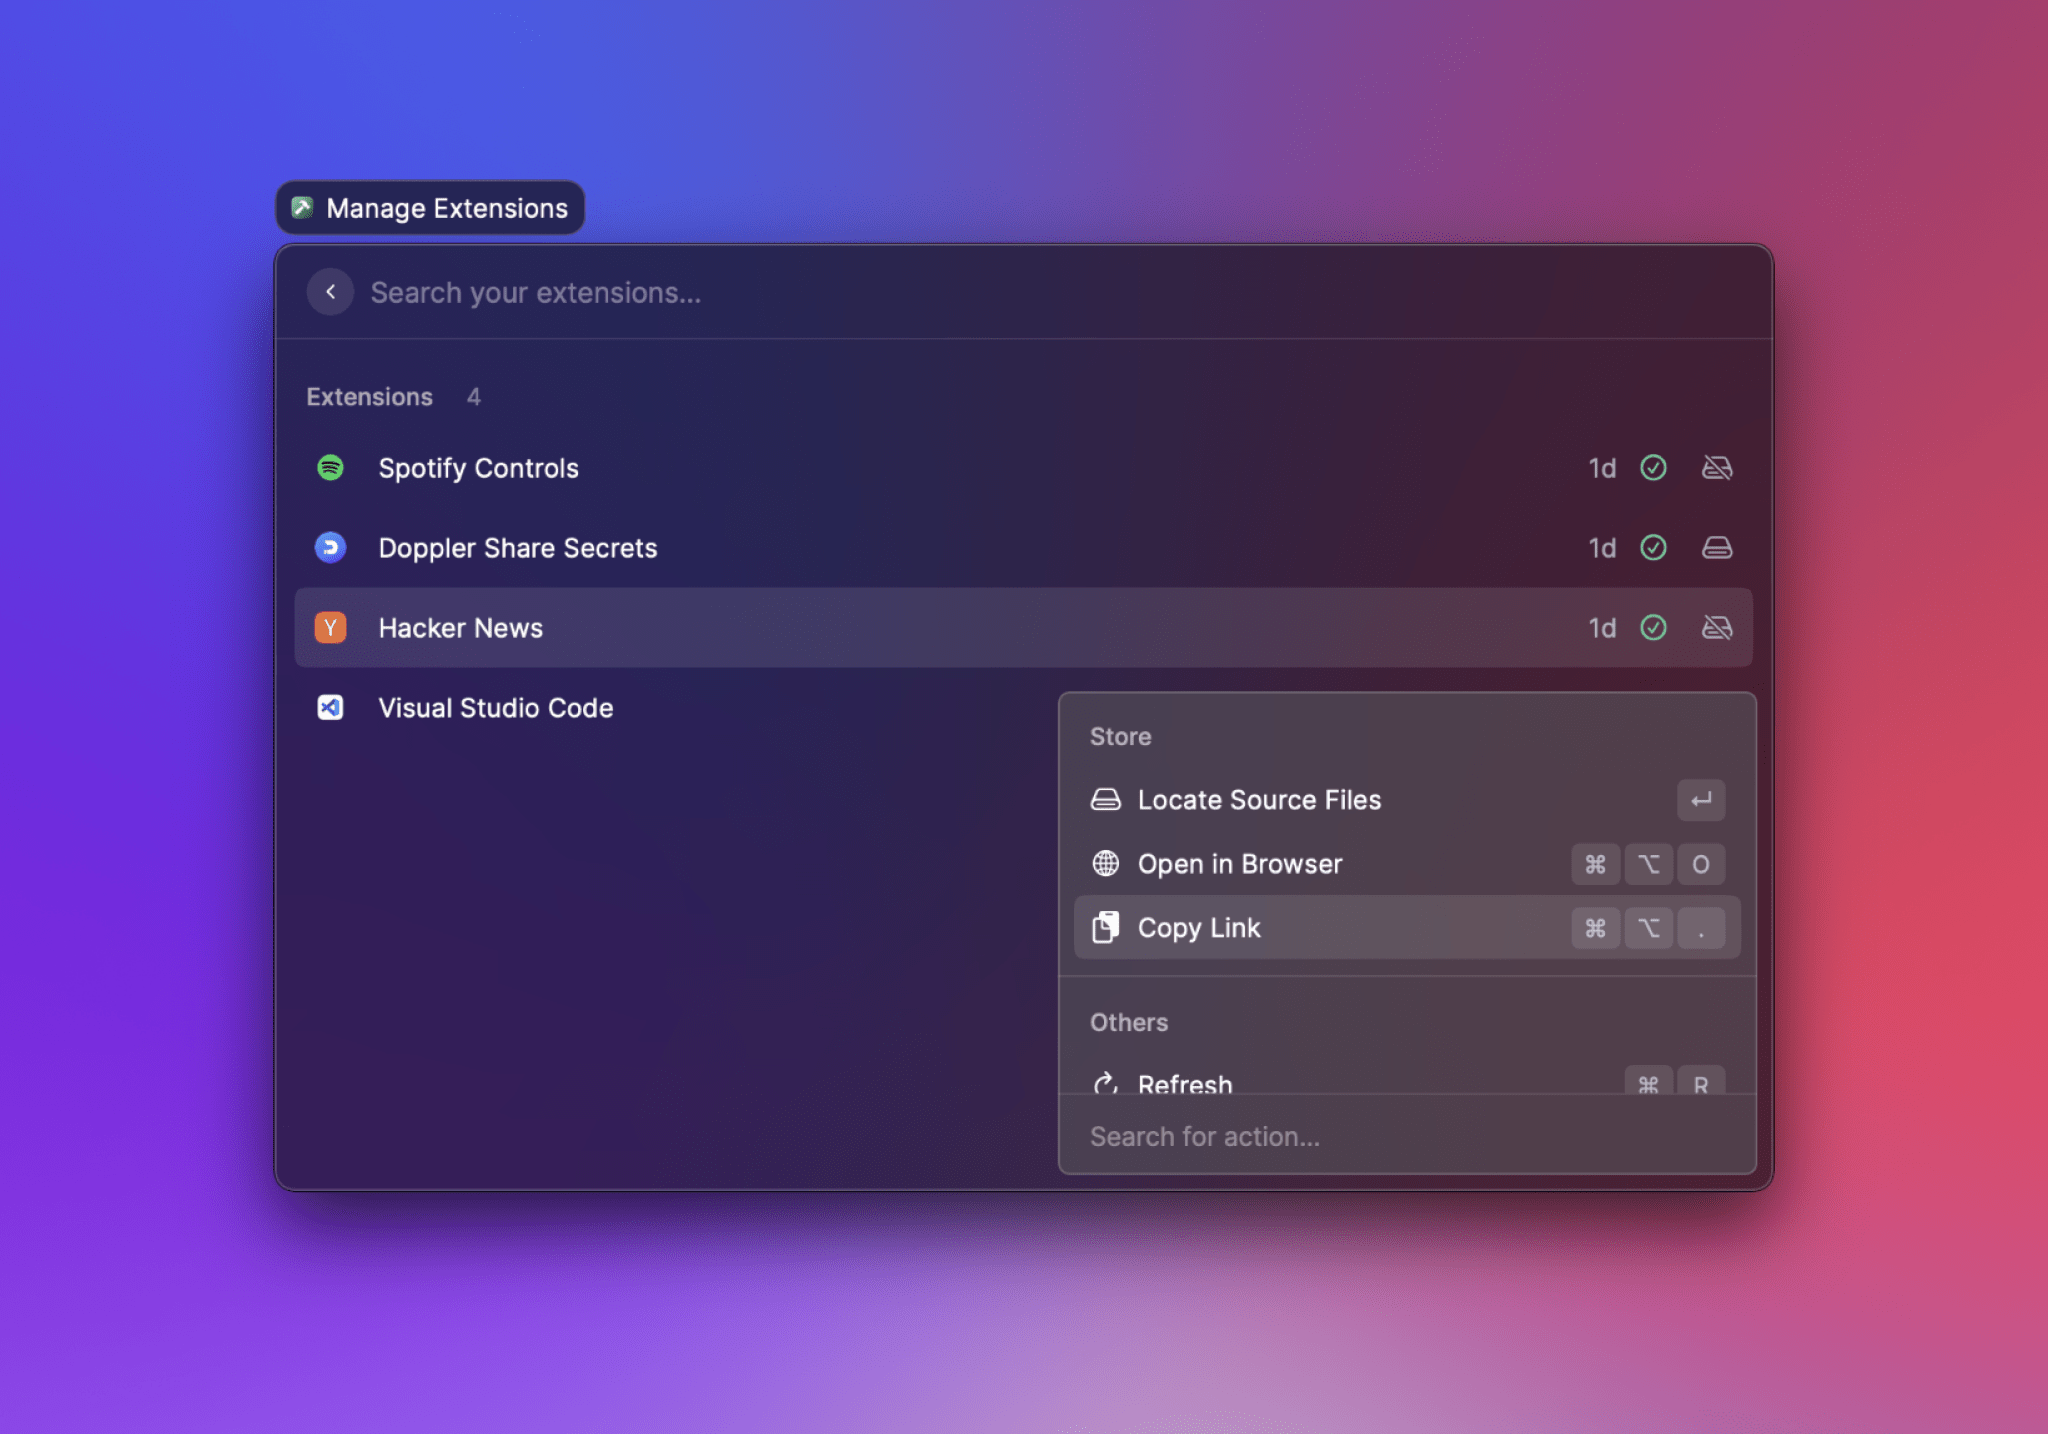 Manage Extensions
Search your extensions...
Extensions 4
Spotify Controls 1d
Doppler Share Secrets 1d
Y Hacker News 1d
Visual Studio Code
Store
Locate Source Files ↵
Open in Browser ⌘ ⌥ O
Copy Link ⌘ ⌥ .
Others
Refresh ⌘ R
Search for action...